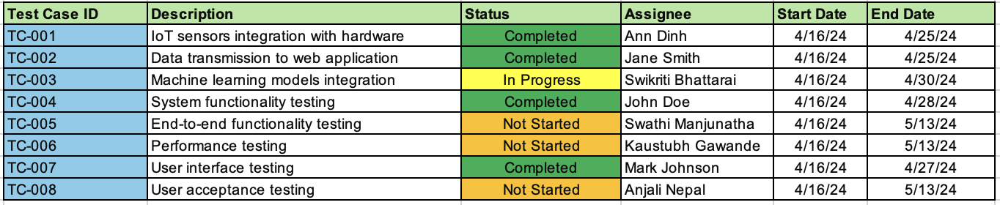 Test Case ID Description Status Assignee Start Date End Date
TC-001 IoT sensors integration with hardware Completed Ann Dinh 4/16/24 4/25/24
TC-002 Data transmission to web application Completed Jane Smith 4/16/24 4/25/24
TC-003 Machine learning models integration In Progress Swikriti Bhattarai 4/16/24 4/30/24
TC-004 System functionality testing Completed John Doe 4/16/24 4/28/24
TC-005 End-to-end functionality testing Not Started Swathi Manjunatha 4/16/24 5/13/24
TC-006 Performance testing Not Started Kaustubh Gawande 4/16/24 5/13/24
TC-007 User interface testing Completed Mark Johnson 4/16/24 4/27/24
TC-008 User acceptance testing Not Started Anjali Nepal 4/16/24 5/13/24